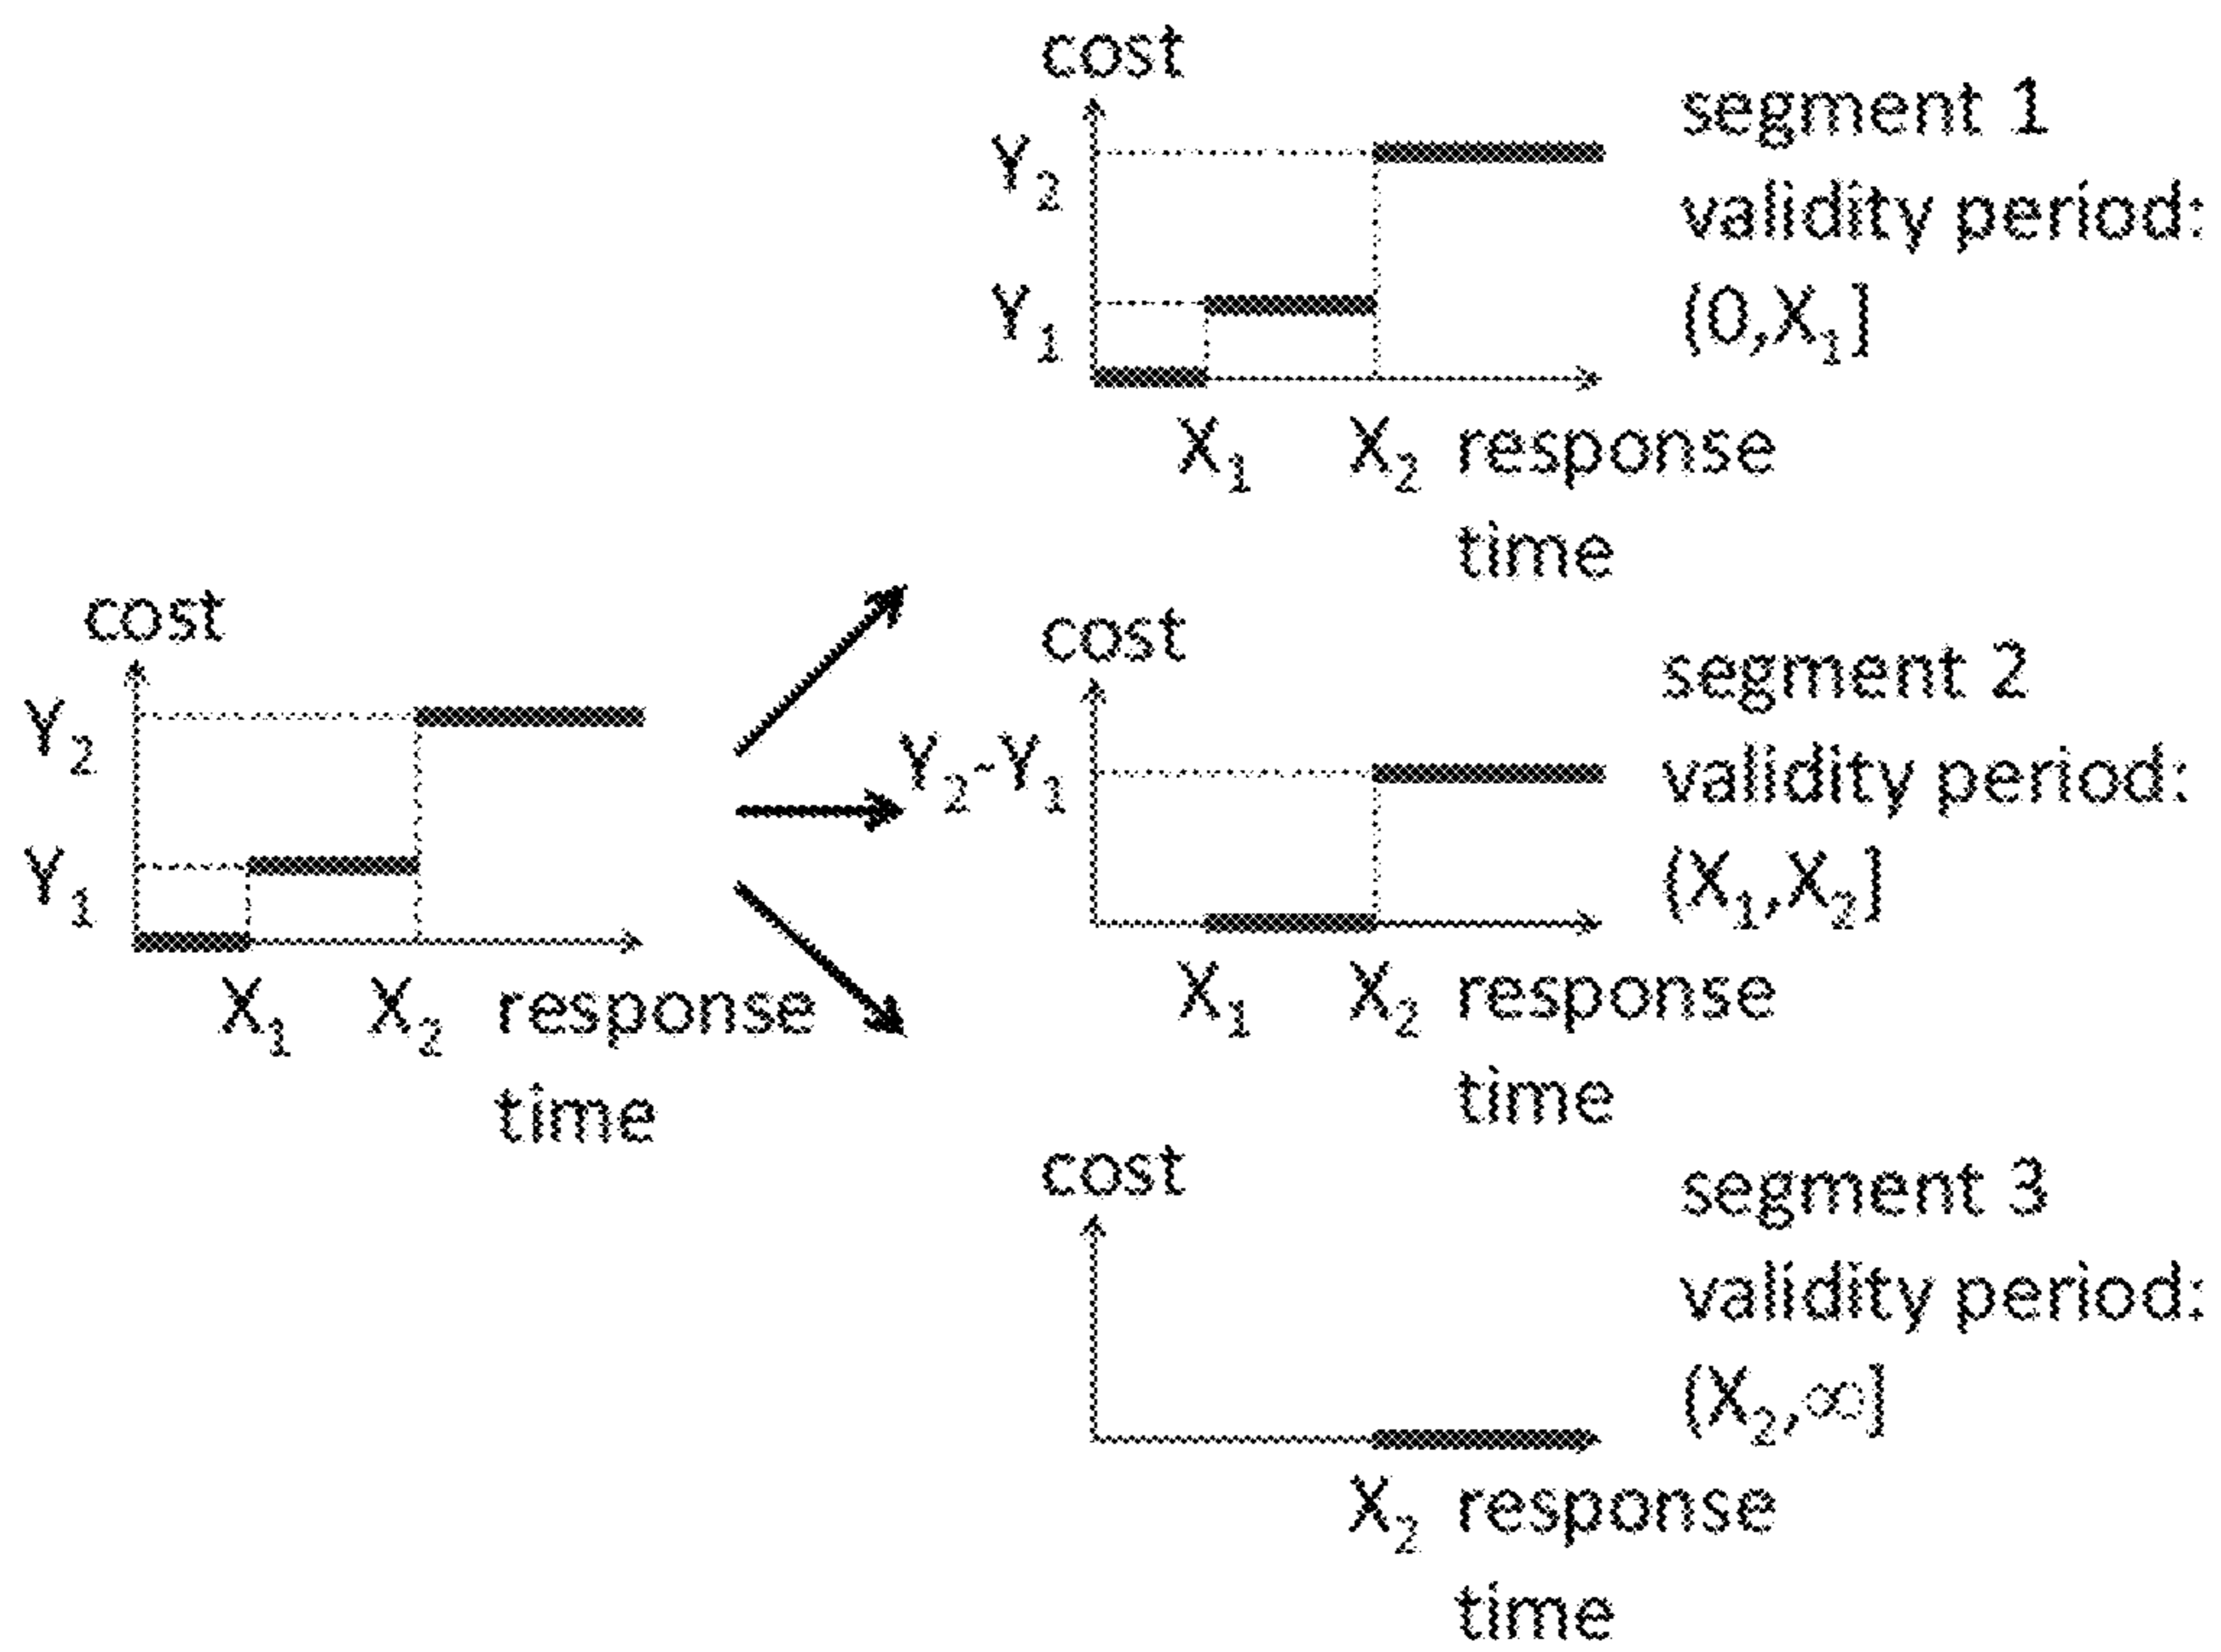 cost
Y₂
Y₁
X₁ X₂ response
time
segment 1
validity period:
(0,X₁]
cost
Y₂
Y₁
X₁ X₂ response
time
cost
Y₂-Y₁
X₁ X₂ response
time
segment 2
validity period:
(X₁,X₂]
cost
X₂ response
time
segment 3
validity period:
(X₂,∞]